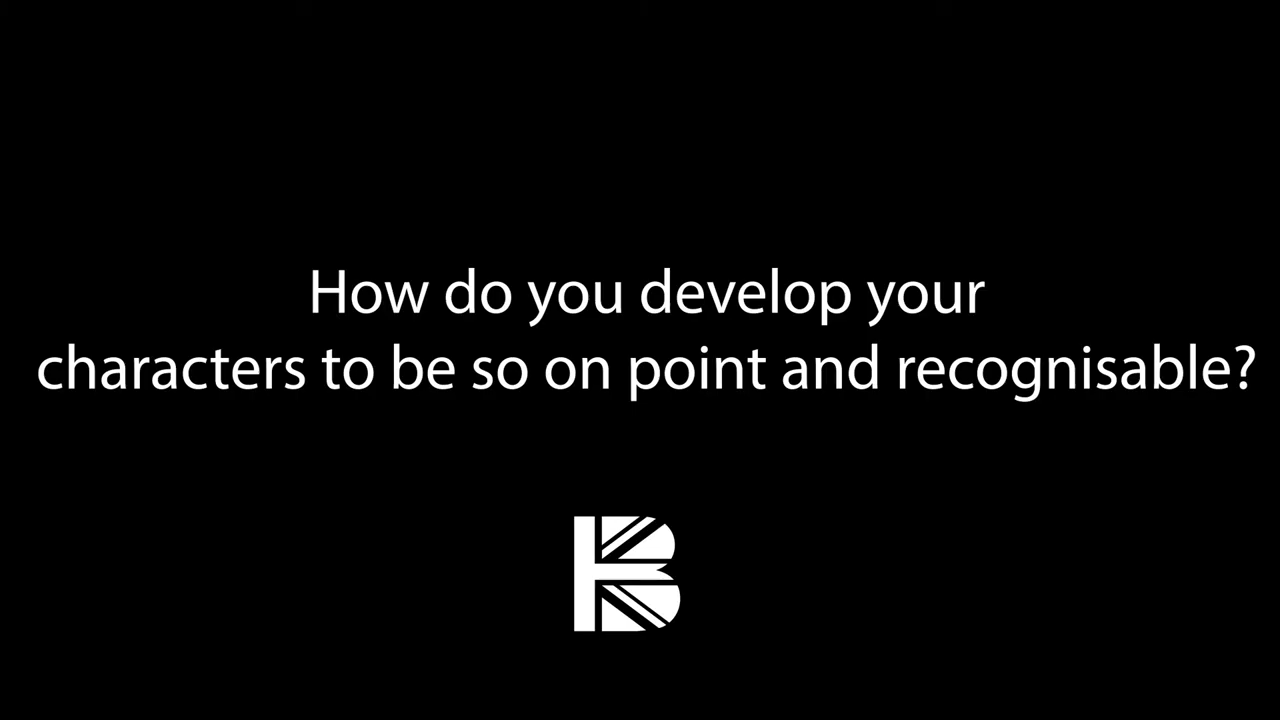 How do you develop your
characters to be so on point and recognisable?
B